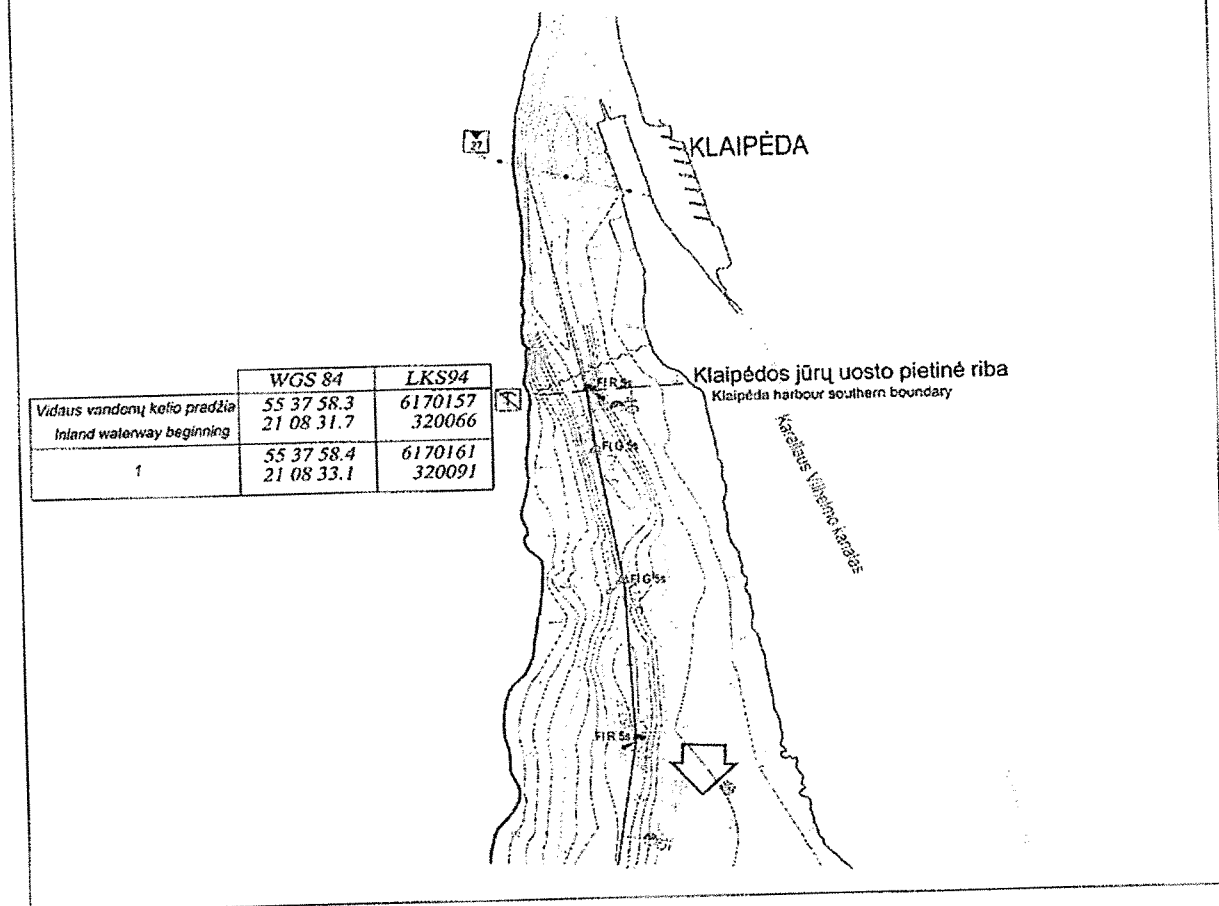 27
KLAIPĖDA
Klaipėdos jūrų uosto pietinė riba
Klaipėda harbour southern boundary
WGS 84 LKS94
Vidaus vandenų kelio pradžia
Inland waterway beginning
55 37 58.3 6170157
21 08 31.7 320066
1
55 37 58.4 6170161
21 08 33.1 320091
Fl R 5s
Fl G 5s
Karaliaus Vilhelmo kanalas
Fl G 5s
Fl R 5s